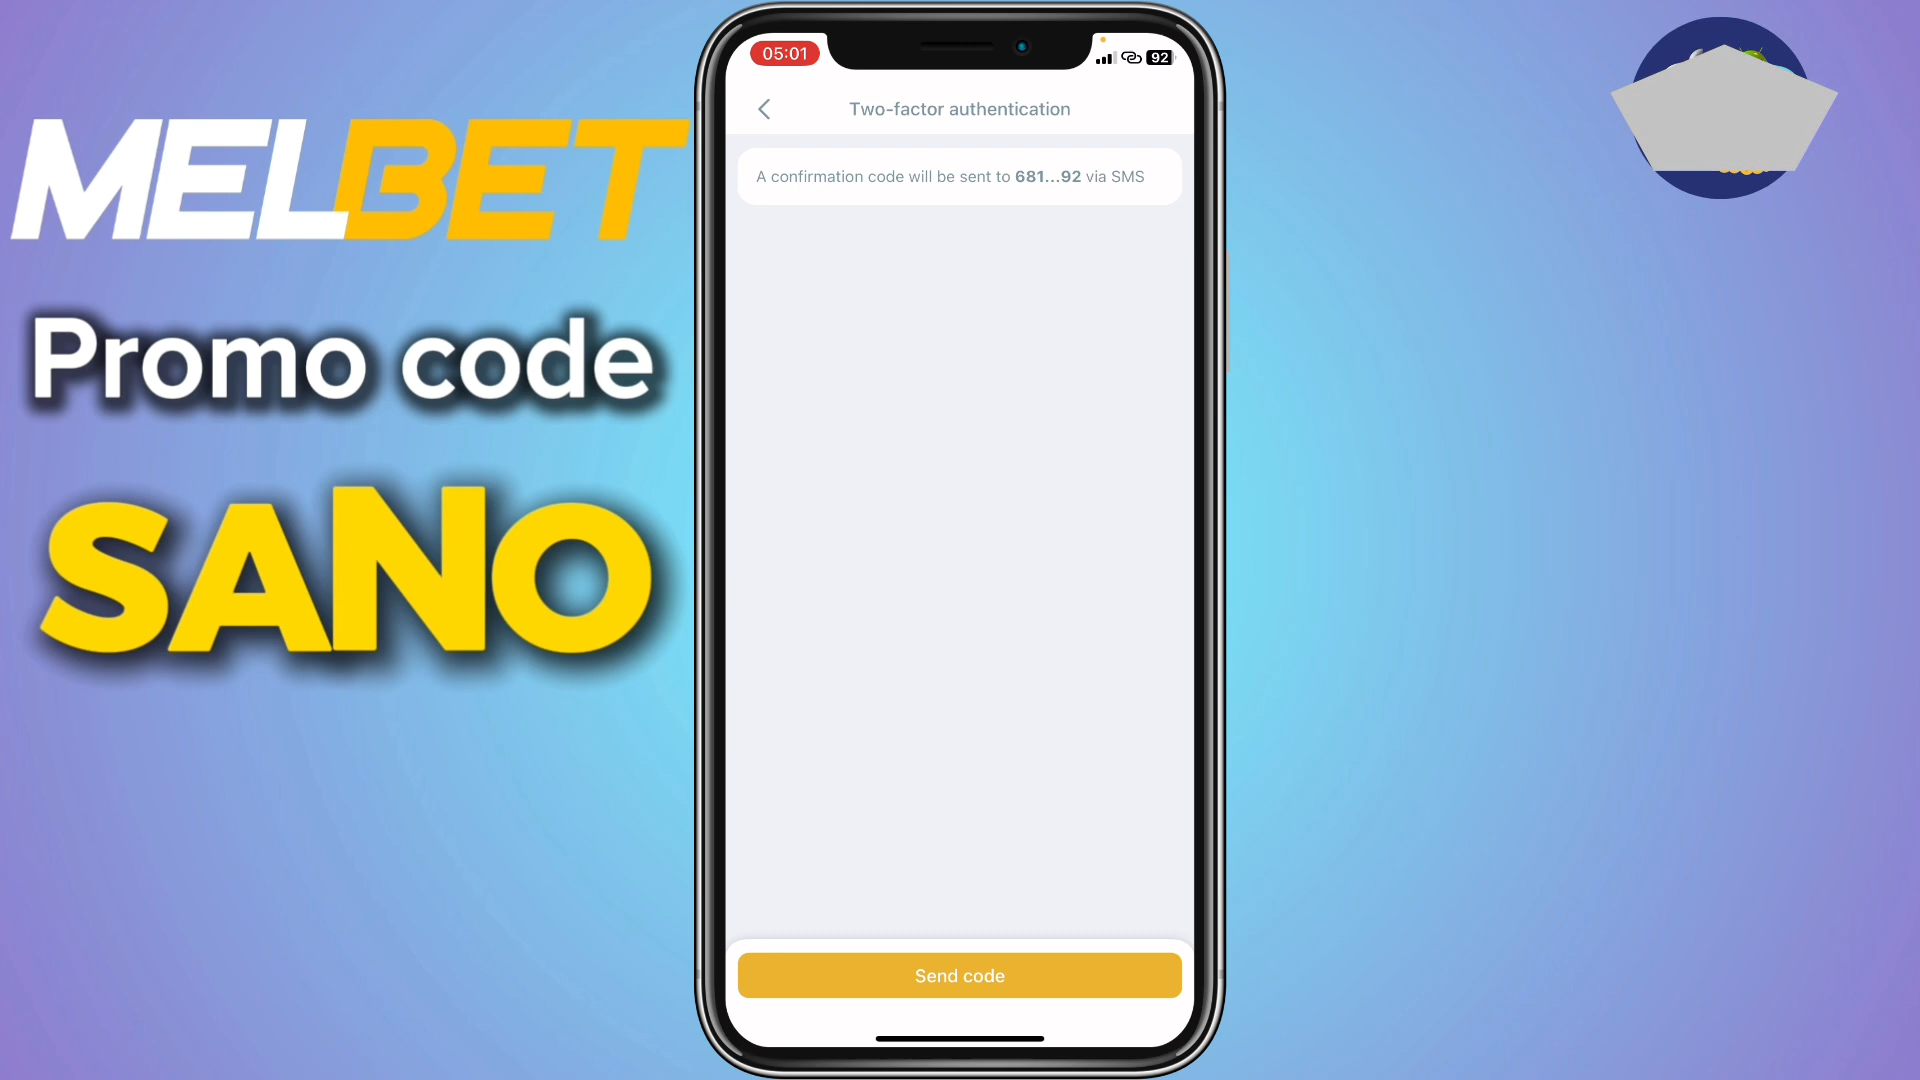 MELBET
Promo code
SANO
05:01
92
Two-factor authentication
A confirmation code will be sent to 681...92 via SMS
Send code